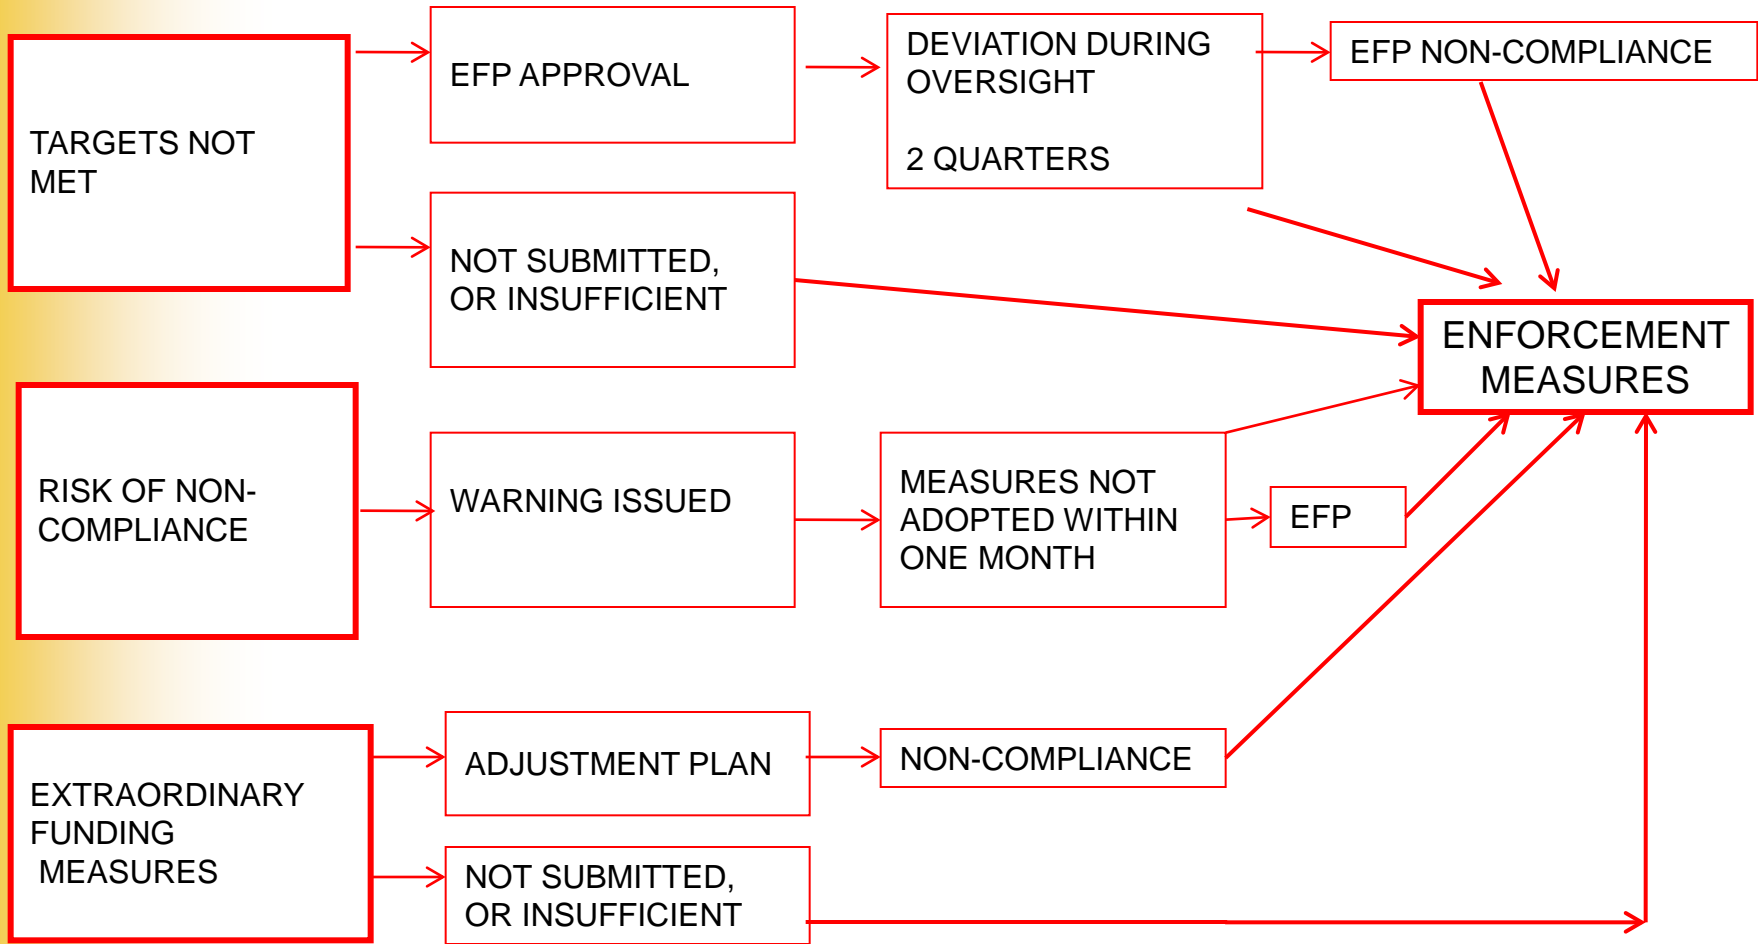 TARGETS NOT
MET
EFP APPROVAL
DEVIATION DURING
OVERSIGHT
2 QUARTERS
EFP NON-COMPLIANCE
NOT SUBMITTED,
OR INSUFFICIENT
ENFORCEMENT
MEASURES
RISK OF NON-
COMPLIANCE
WARNING ISSUED
MEASURES NOT
ADOPTED WITHIN
ONE MONTH
EFP
EXTRAORDINARY
FUNDING
MEASURES
ADJUSTMENT PLAN
NON-COMPLIANCE
NOT SUBMITTED,
OR INSUFFICIENT